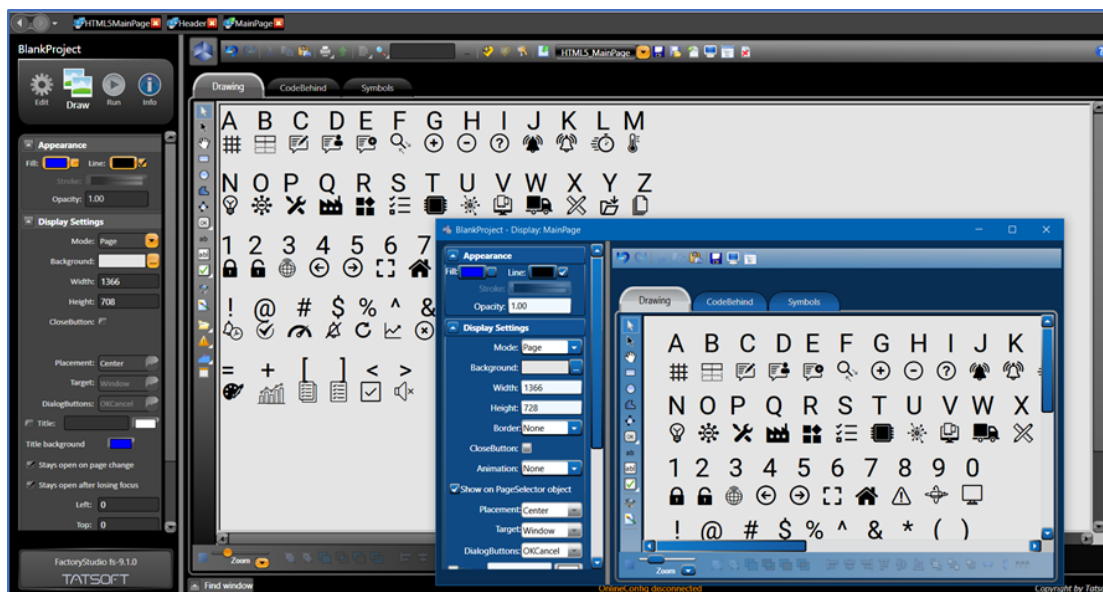 HTML5MainPage Header MainPage
BlankProject
Edit Draw Run Info
HTML5_MainPage
Drawing CodeBehind Symbols
Appearance
Fill: Line:
Stroke:
Opacity: 1.00
Display Settings
Mode: Page
Background:
Width: 1366
Height: 708
CloseButton:
Placement: Center
Target: Window
DialogButtons: OKCancel
Title:
Title background
Stays open on page change
Stays open after losing focus
Left: 0
Top: 0
FactoryStudio fs-9.1.0
TATSOFT
A B C D E F G H I J K L M
N O P Q R S T U V W X Y Z
1 2 3 4 5 6 7
! @ # $ % ^ &
= + [ ] < >
Zoom
Find window
OnlineConfig disconnected
Copyright by Tatso
BlankProject - Display: MainPage
Appearance
Fill: Line:
Stroke:
Opacity: 1.00
Display Settings
Mode: Page
Background:
Width: 1366
Height: 728
Border: None
CloseButton:
Animation: None
Show on PageSelector object
Placement: Center
Target: Window
DialogButtons: OKCancel
Drawing CodeBehind Symbols
A B C D E F G H I J K
N O P Q R S T U V W X
1 2 3 4 5 6 7 8 9 0
! @ # $ % ^ & * ( )
Zoom